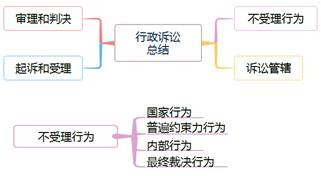 审理和判决
行政诉讼
总结
不受理行为
起诉和受理
诉讼管辖
不受理行为
国家行为
普遍约束力行为
内部行为
最终裁决行为